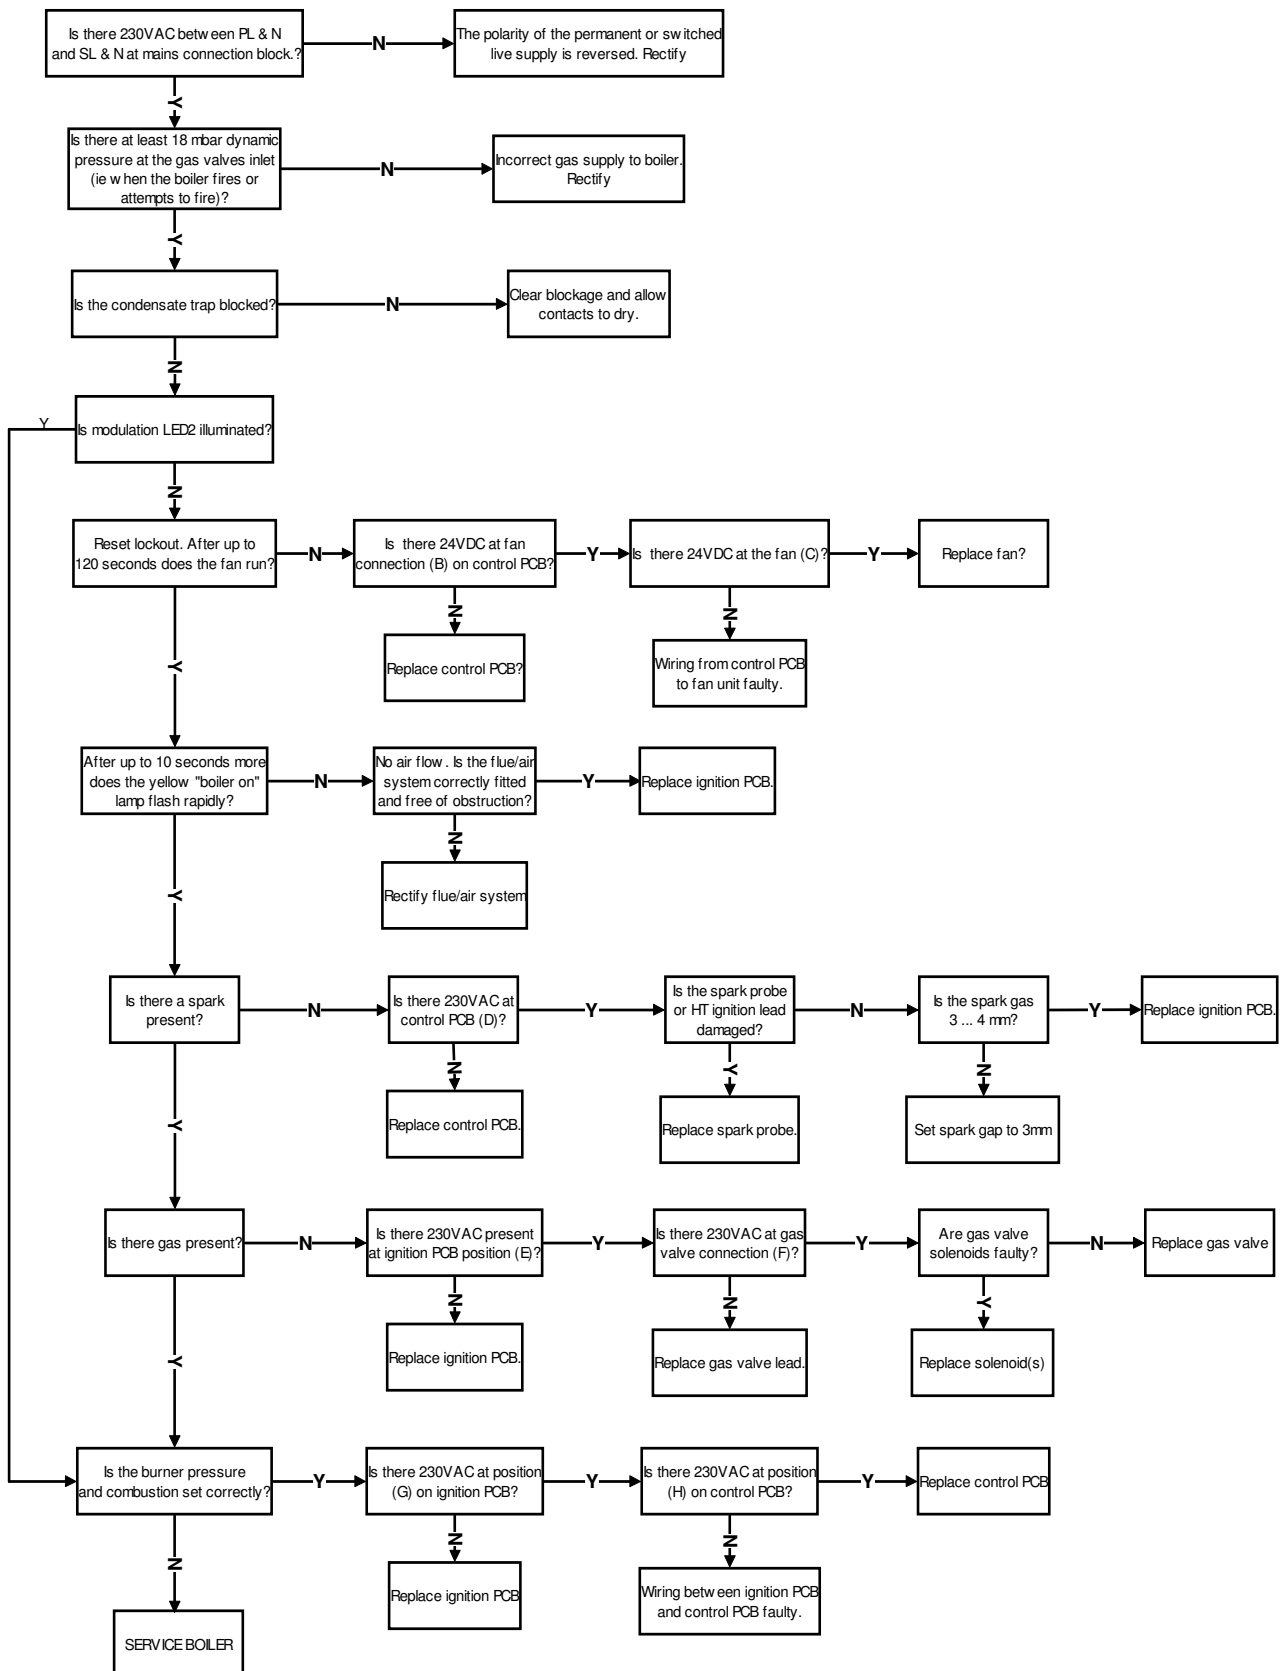 Is there 230VAC between PL & N
and SL & N at mains connection block.?
N
The polarity of the permanent or switched
live supply is reversed. Rectify
Y
Is there at least 18 mbar dynamic
pressure at the gas valves inlet
(ie when the boiler fires or
attempts to fire)?
N
Incorrect gas supply to boiler.
Rectify
Y
Is the condensate trap blocked?
N
Clear blockage and allow
contacts to dry.
N
Y
Is modulation LED2 illuminated?
N
Reset lockout. After up to
120 seconds does the fan run?
N
Is there 24VDC at fan
connection (B) on control PCB?
Y
Is there 24VDC at the fan (C)?
Y
Replace fan?
N
Replace control PCB?
N
Wiring from control PCB
to fan unit faulty.
Y
After up to 10 seconds more
does the yellow "boiler on"
lamp flash rapidly?
N
No air flow. Is the flue/air
system correctly fitted
and free of obstruction?
Y
Replace ignition PCB.
N
Rectify flue/air system
Y
Is there a spark
present?
N
Is there 230VAC at
control PCB (D)?
Y
Is the spark probe
or HT ignition lead
damaged?
N
Is the spark gas
3 ... 4 mm?
Y
Replace ignition PCB.
N
Replace control PCB.
Y
Replace spark probe.
N
Set spark gap to 3mm
Y
Is there gas present?
N
Is there 230VAC present
at ignition PCB position (E)?
Y
Is there 230VAC at gas
valve connection (F)?
Y
Are gas valve
solenoids faulty?
N
Replace gas valve
N
Replace ignition PCB.
N
Replace gas valve lead.
Y
Replace solenoid(s)
Y
Is the burner pressure
and combustion set correctly?
Y
Is there 230VAC at position
(G) on ignition PCB?
Y
Is there 230VAC at position
(H) on control PCB?
Y
Replace control PCB
N
Replace ignition PCB
N
Wiring between ignition PCB
and control PCB faulty.
N
SERVICE BOILER